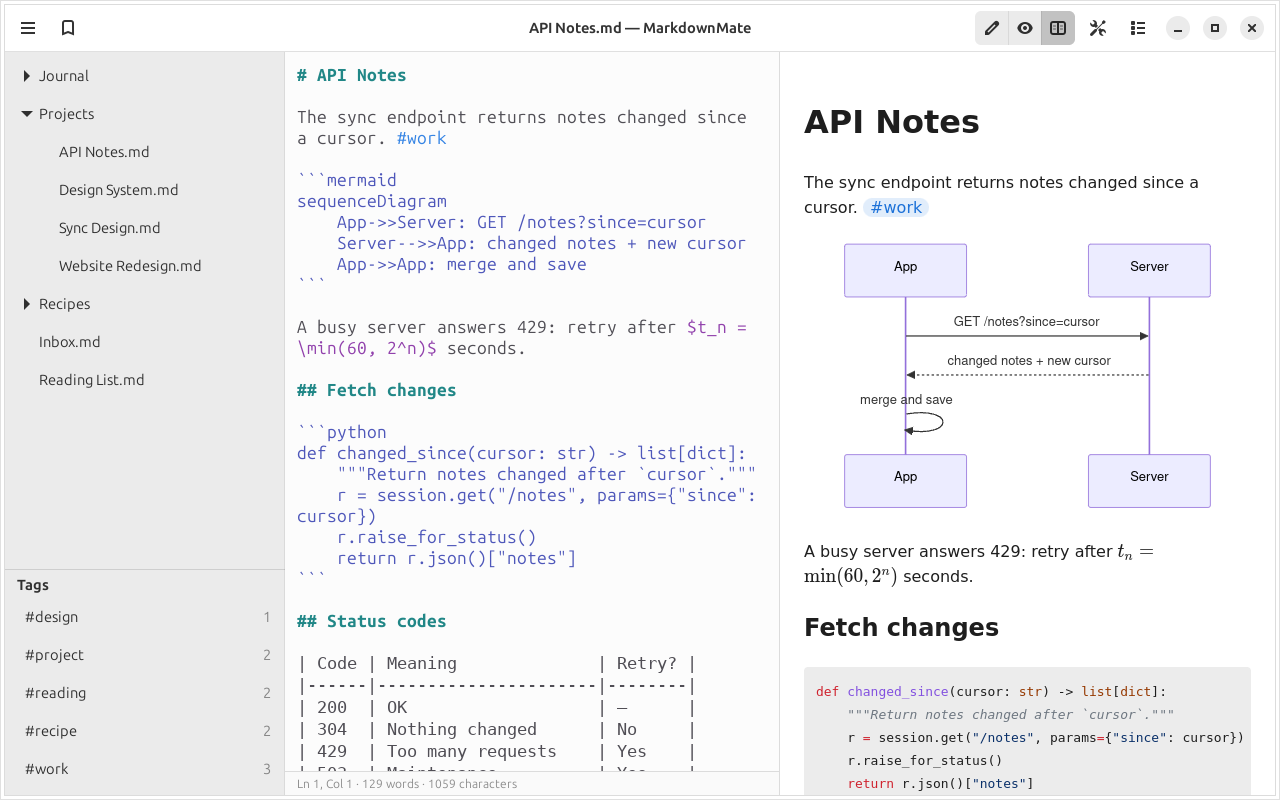 API Notes.md — MarkdownMate
Journal
Projects
API Notes.md
Design System.md
Sync Design.md
Website Redesign.md
Recipes
Inbox.md
Reading List.md
Tags
#design 1
#project 2
#reading 2
#recipe 2
#work 3
# API Notes
The sync endpoint returns notes changed since
a cursor. #work
```mermaid
sequenceDiagram
    App->>Server: GET /notes?since=cursor
    Server-->>App: changed notes + new cursor
    App->>App: merge and save
```
A busy server answers 429: retry after $t_n =
\min(60, 2^n)$ seconds.
## Fetch changes
```python
def changed_since(cursor: str) -> list[dict]:
    """Return notes changed after `cursor`."""
    r = session.get("/notes", params={"since":
cursor})
    r.raise_for_status()
    return r.json()["notes"]
```
## Status codes
| Code | Meaning              | Retry? |
|------|----------------------|--------|
| 200  | OK                   | —      |
| 304  | Nothing changed      | No     |
| 429  | Too many requests    | Yes    |
| 503  | Maintenance          | Yes    |
Ln 1, Col 1 · 129 words · 1059 characters
API Notes
The sync endpoint returns notes changed since a
cursor. #work
App Server
GET /notes?since=cursor
changed notes + new cursor
merge and save
App Server
A busy server answers 429: retry after tₙ =
min(60, 2ⁿ) seconds.
Fetch changes
def changed_since(cursor: str) -> list[dict]:
    """Return notes changed after `cursor`."""
    r = session.get("/notes", params={"since": cursor})
    r.raise_for_status()
    return r.json()["notes"]